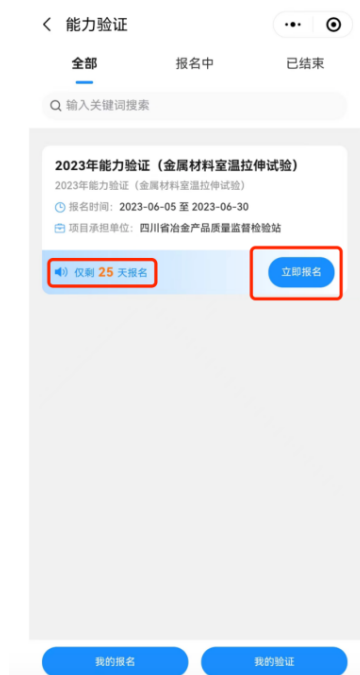 能力验证
全部 报名中 已结束
输入关键词搜索
2023年能力验证（金属材料室温拉伸试验）
2023年能力验证（金属材料室温拉伸试验）
报名时间：2023-06-05 至 2023-06-30
项目承担单位：四川省冶金产品质量监督检验站
仅剩 25 天报名 立即报名
我的报名 我的验证